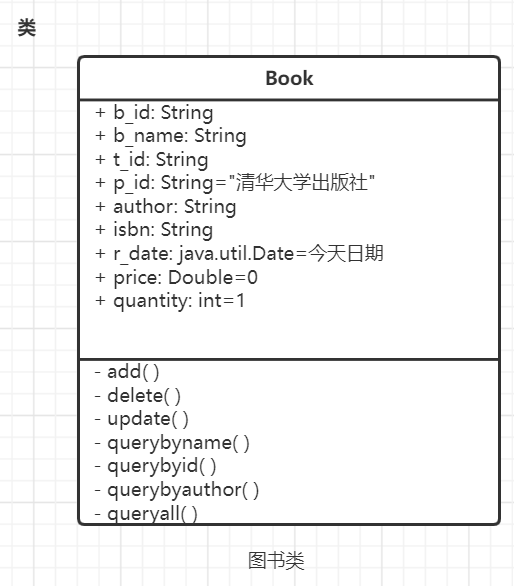 类
Book
+ b_id: String
+ b_name: String
+ t_id: String
+ p_id: String="清华大学出版社"
+ author: String
+ isbn: String
+ r_date: java.util.Date=今天日期
+ price: Double=0
+ quantity: int=1
- add( )
- delete( )
- update( )
- querybyname( )
- querybyid( )
- querybyauthor( )
- queryall( )
图书类